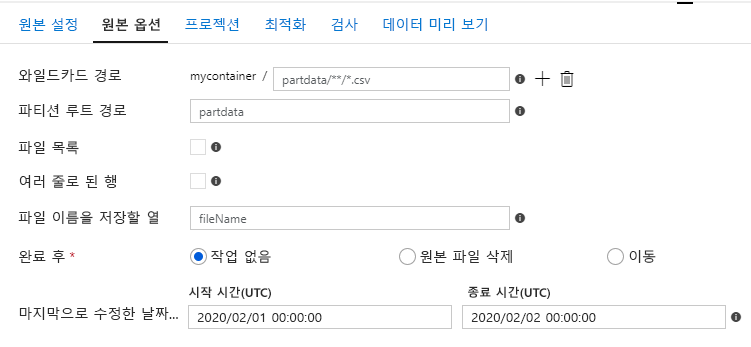 원본 설정 원본 옵션 프로젝션 최적화 검사 데이터 미리 보기
와일드카드 경로 mycontainer / partdata/**/*.csv
파티션 루트 경로 partdata
파일 목록
여러 줄로 된 행
파일 이름을 저장할 열 fileName
완료 후 * 작업 없음 원본 파일 삭제 이동
시작 시간(UTC) 종료 시간(UTC)
마지막으로 수정한 날짜... 2020/02/01 00:00:00 2020/02/02 00:00:00